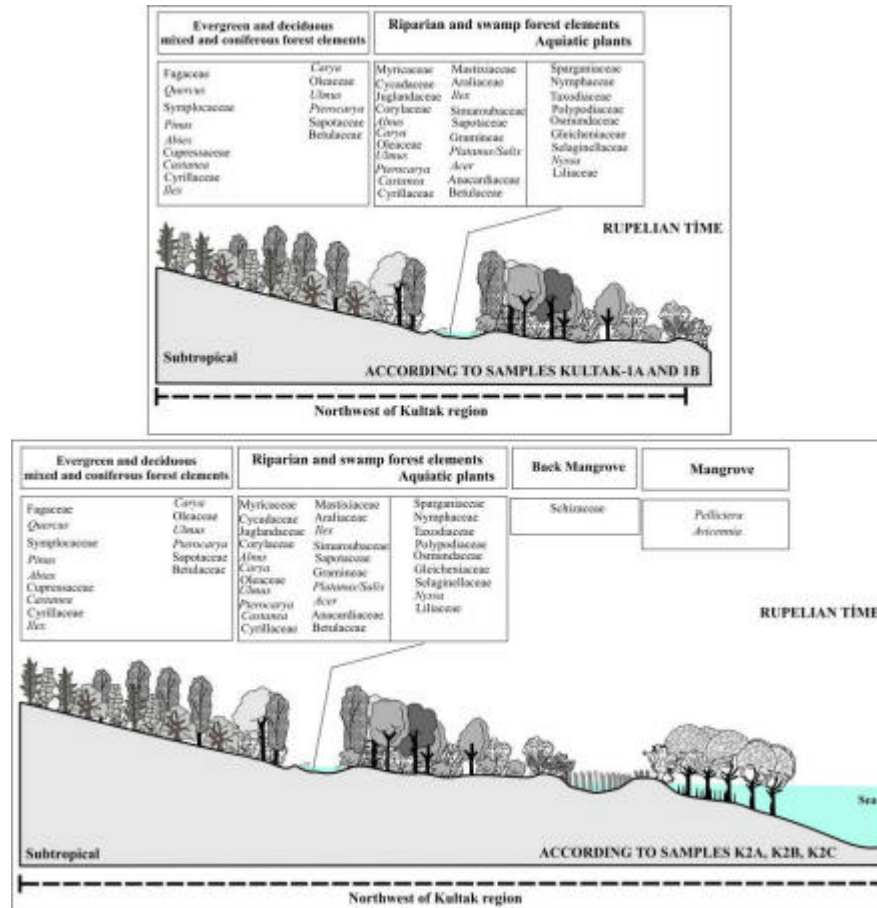 Evergreen and deciduous
mixed and coniferous forest elements
Riparian and swamp forest elements
Aquiatic plants
Fagaceae
Quercus
Symplocaceae
Pinus
Abies
Cupressaceae
Castanea
Cyrillaceae
Ilex
Carya
Oleaceae
Ulmus
Pterocarya
Sapotaceae
Betulaceae
Myricaceae
Cycadaceae
Juglandaceae
Corylaceae
Alnus
Carya
Oleaceae
Ulmus
Pterocarya
Castanea
Cyrillaceae
Mastixiaceae
Araliaceae
Ilex
Simaroubaceae
Sapotaceae
Gramineae
Platanus/Salix
Acer
Anacardiaceae
Betulaceae
Sparganiaceae
Nymphaceae
Taxodiaceae
Polypodiaceae
Osmundaceae
Gleicheniaceae
Selaginellaceae
Nyssa
Liliaceae
RUPELIAN TİME
Subtropical
ACCORDING TO SAMPLES KULTAK-1A AND 1B
Northwest of Kultak region
Evergreen and deciduous
mixed and coniferous forest elements
Riparian and swamp forest elements
Aquiatic plants
Back Mangrove
Mangrove
Fagaceae
Quercus
Symplocaceae
Pinus
Abies
Cupressaceae
Castanea
Cyrillaceae
Ilex
Carya
Oleaceae
Ulmus
Pterocarya
Sapotaceae
Betulaceae
Myricaceae
Cycadaceae
Juglandaceae
Corylaceae
Alnus
Carya
Oleaceae
Ulmus
Pterocarya
Castanea
Cyrillaceae
Mastixiaceae
Araliaceae
Ilex
Simaroubaceae
Sapotaceae
Gramineae
Platanus/Salix
Acer
Anacardiaceae
Betulaceae
Sparganiaceae
Nymphaceae
Taxodiaceae
Polypodiaceae
Osmundaceae
Gleicheniaceae
Selaginellaceae
Nyssa
Liliaceae
Schizaceae
Pelliciera
Avicennia
RUPELIAN TİME
Sea
Subtropical
ACCORDING TO SAMPLES K2A, K2B, K2C
Northwest of Kultak region